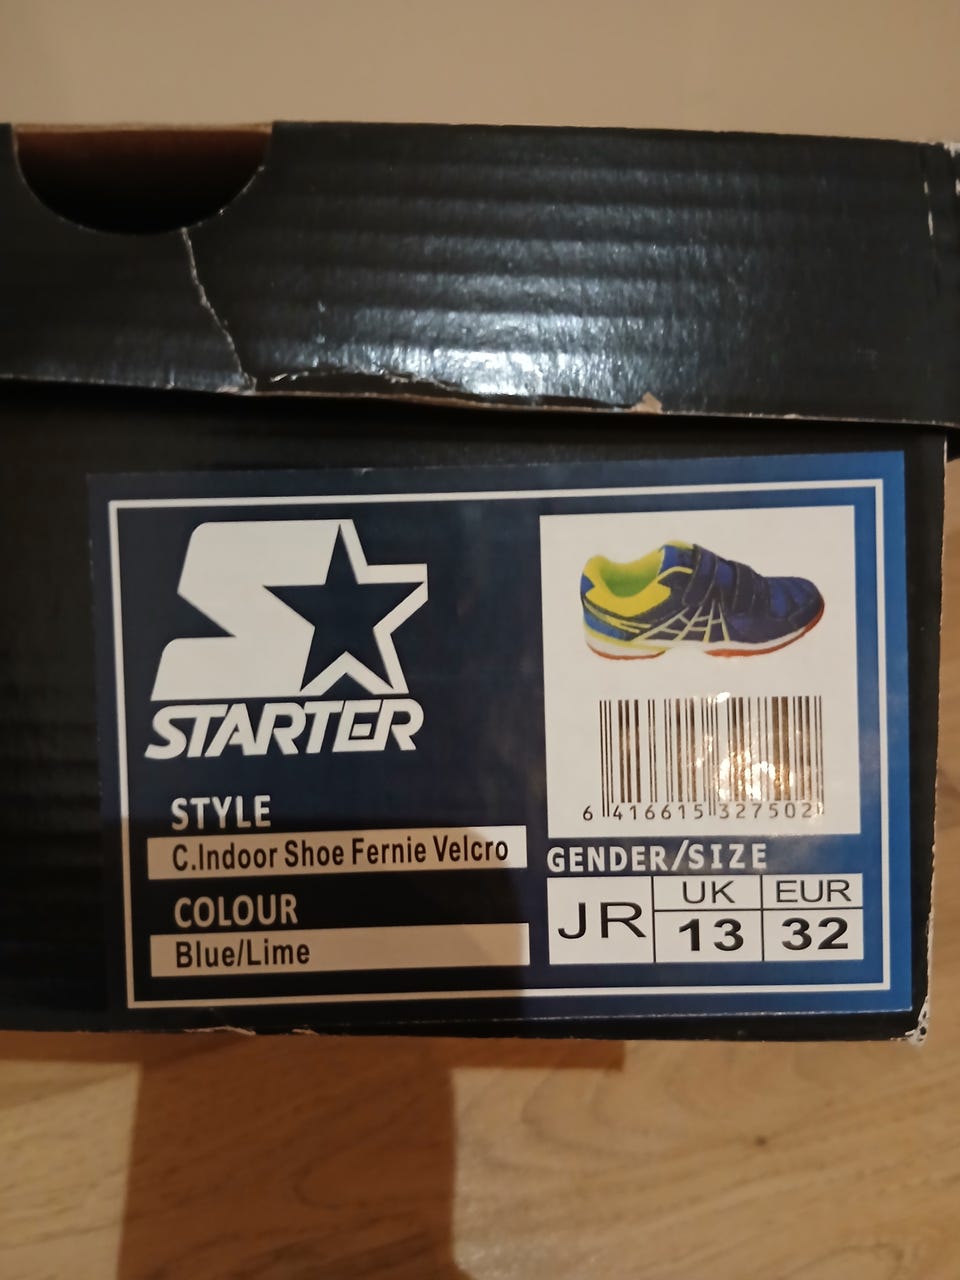 STARTER
STYLE
C.Indoor Shoe Fernie Velcro
COLOUR
Blue/Lime
6 416615 327502
GENDER/SIZE
JR
UK EUR
13 32